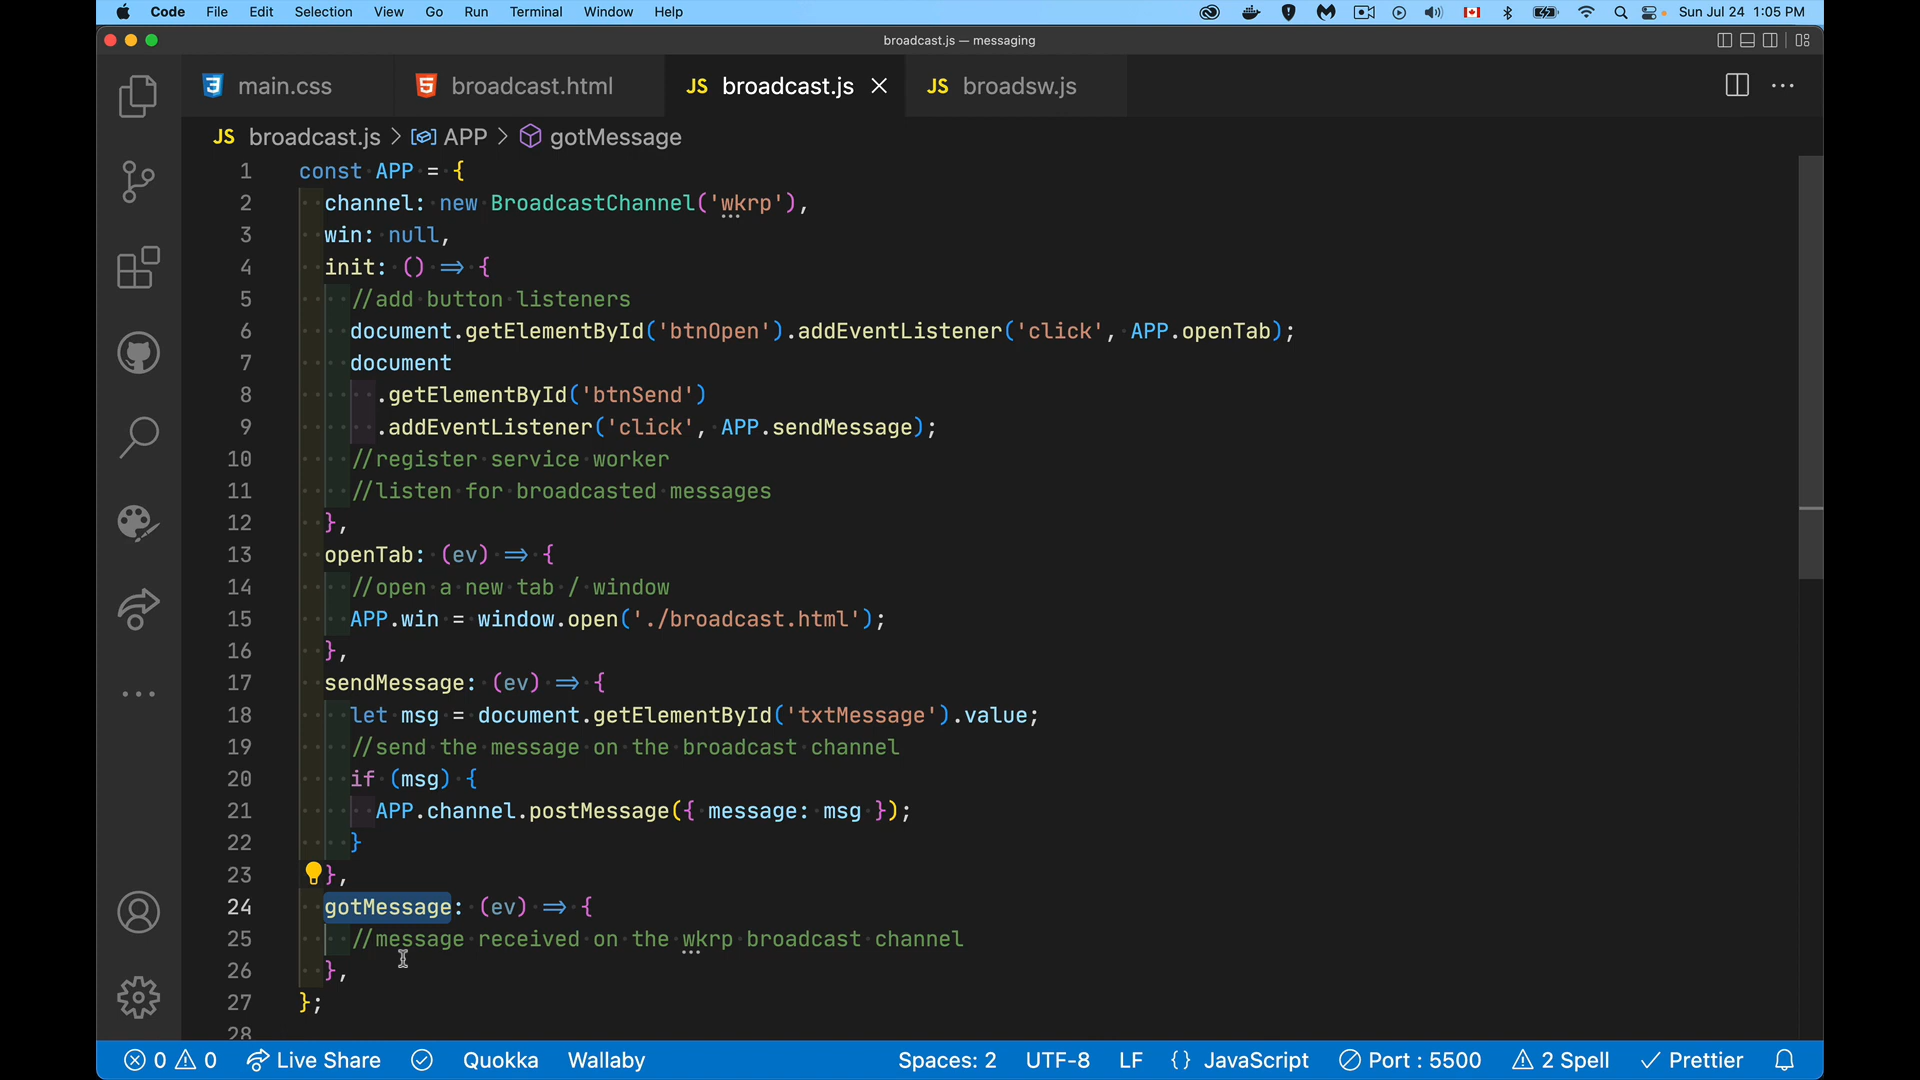 Code File Edit Selection View Go Run Terminal Window Help Sun Jul 24 1:05 PM
broadcast.js — messaging
main.css broadcast.html JS broadcast.js JS broadsw.js
JS broadcast.js > APP > gotMessage
1 const APP = {
2 channel: new BroadcastChannel('wkrp'),
3 win: null,
4 init: () => {
5 //add button listeners
6 document.getElementById('btnOpen').addEventListener('click', APP.openTab);
7 document
8 .getElementById('btnSend')
9 .addEventListener('click', APP.sendMessage);
10 //register service worker
11 //listen for broadcasted messages
12 },
13 openTab: (ev) => {
14 //open a new tab / window
15 APP.win = window.open('./broadcast.html');
16 },
17 sendMessage: (ev) => {
18 let msg = document.getElementById('txtMessage').value;
19 //send the message on the broadcast channel
20 if (msg) {
21 APP.channel.postMessage({ message: msg });
22 }
23 },
24 gotMessage: (ev) => {
25 //message received on the wkrp broadcast channel
26 },
27 };
28
0 0 Live Share Quokka Wallaby Spaces: 2 UTF-8 LF {} JavaScript Port : 5500 2 Spell Prettier